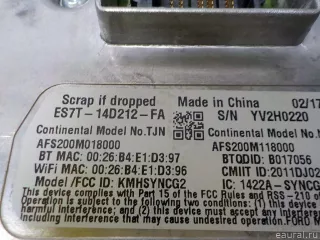 Scrap if dropped Made in China 02/17
ES7T-14D212-FA S/N YV2H0220
Continental Model No.TJN Continental Model No.
AFS200M018000 AFS200M118000
BT MAC: 00:26:B4:E1:D3:97 BTQDID: B017056
WiFi MAC: 00:26:B4:E1:D3:96 CMIIT ID: 2011DJ02
Model/FCC ID: KMHSYNCG2 IC: 1422A-SYNCG
This device complies with Part 15 of the FCC Rules and RSS-210 of
Operation is subject to the following two conditions: (1) this device may
interference, and (2) this device must accept any interference
including interference that may cause undesired operation. FORD MO
eaural.ru